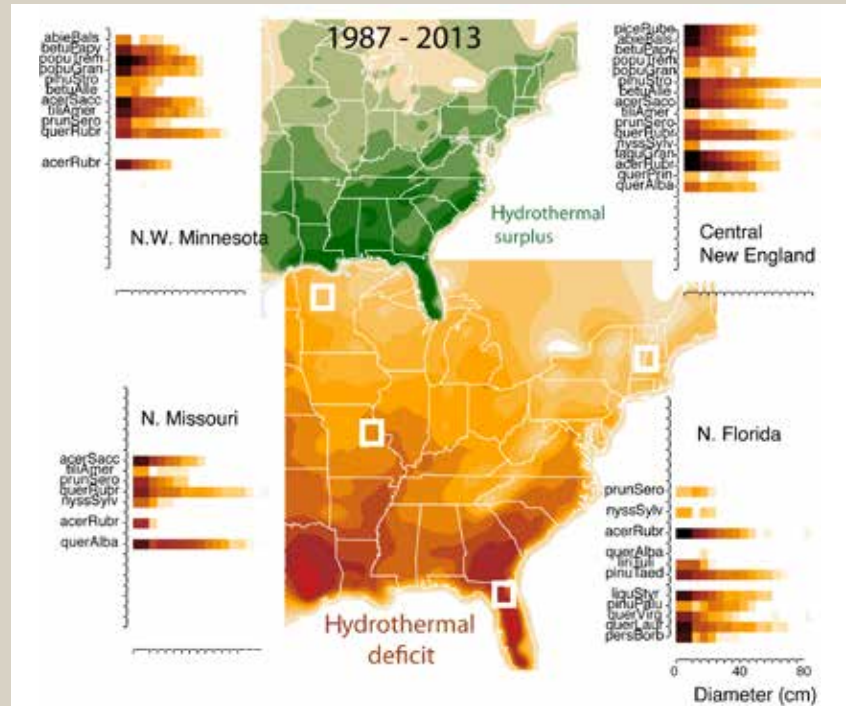 1987 - 2013
abieBals
betuPapy
popuTrem
popuGran
pinuStro
betuAlle
acerSacc
tiliAmer
prunSero
querRubr
acerRubr
N.W. Minnesota
Hydrothermal
surplus
piceRube
abieBals
betuPapy
popuTrem
popuGran
pinuStro
betuAlle
acerSacc
tiliAmer
prunSero
querRubr
nyssSylv
faguGran
acerRubr
querPrin
querAlba
Central
New England
N. Missouri
acerSacc
tiliAmer
prunSero
querRubr
nyssSylv
acerRubr
querAlba
Hydrothermal
deficit
N. Florida
prunSero
nyssSylv
acerRubr
querAlba
liriTuli
pinuTaed
liquStyr
pinuPalu
querVirg
querLaur
persBorb
0 40 80
Diameter (cm)